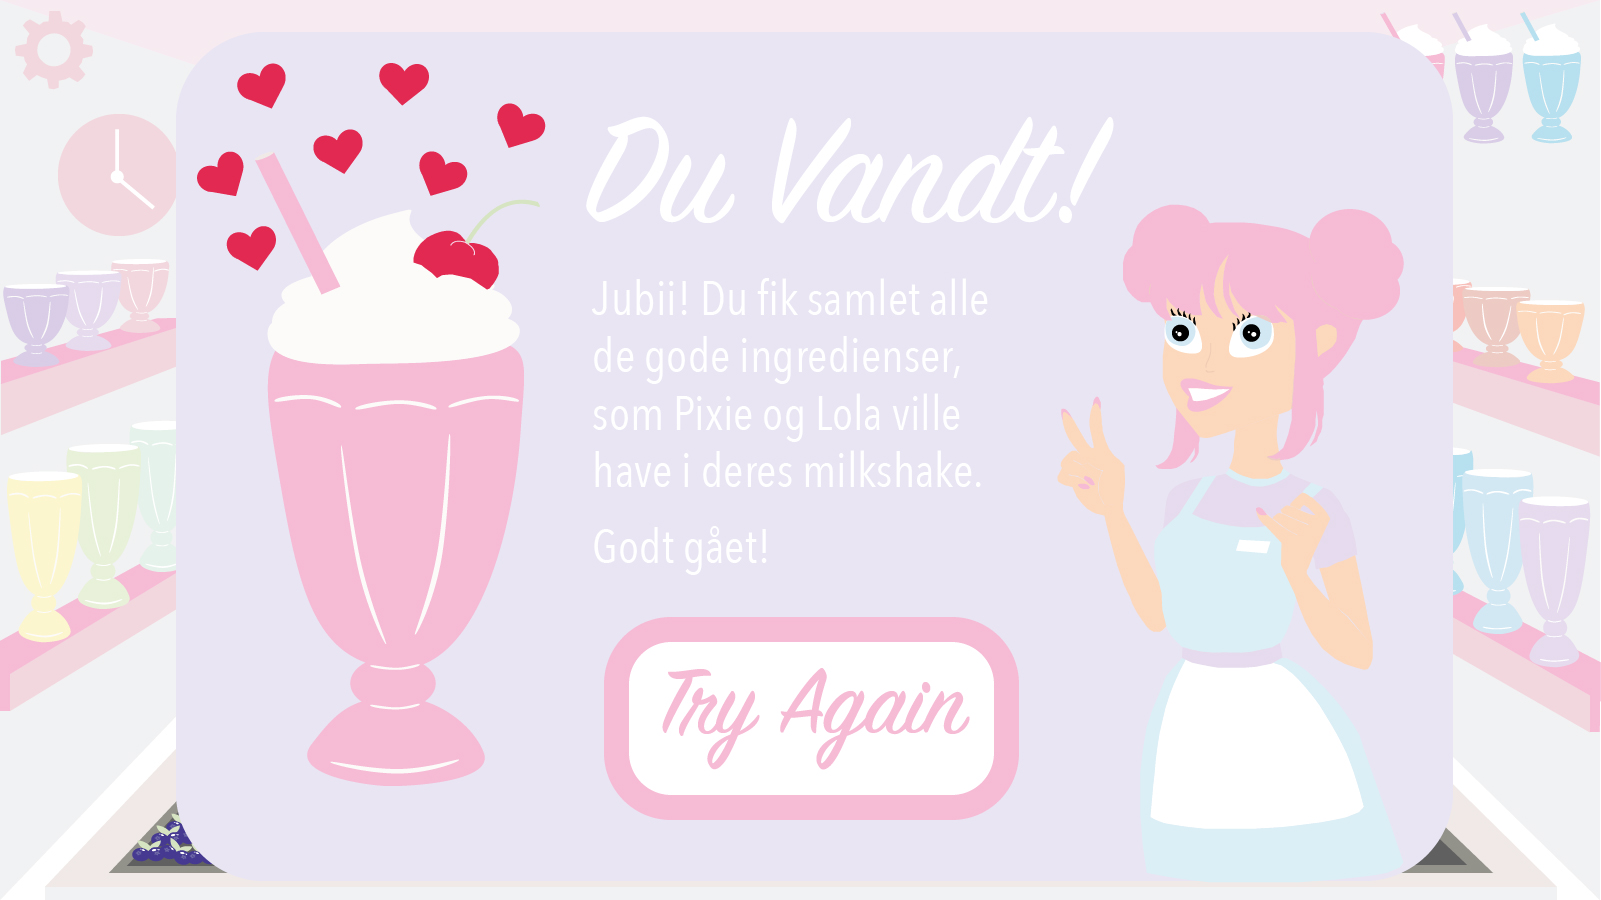 Du Vandt!
Jubii! Du fik samlet alle
de gode ingredienser,
som Pixie og Lola ville
have i deres milkshake.
Godt gået!
Try Again